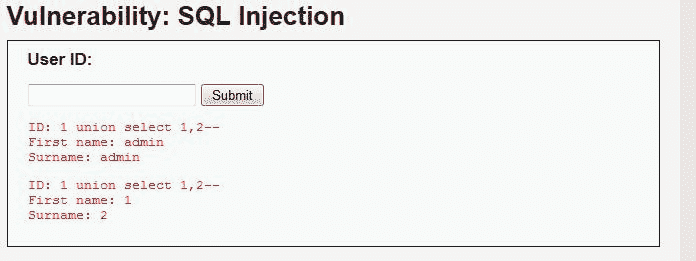 Vulnerability: SQL Injection
User ID:
Submit
ID: 1 union select 1,2--
First name: admin
Surname: admin
ID: 1 union select 1,2--
First name: 1
Surname: 2